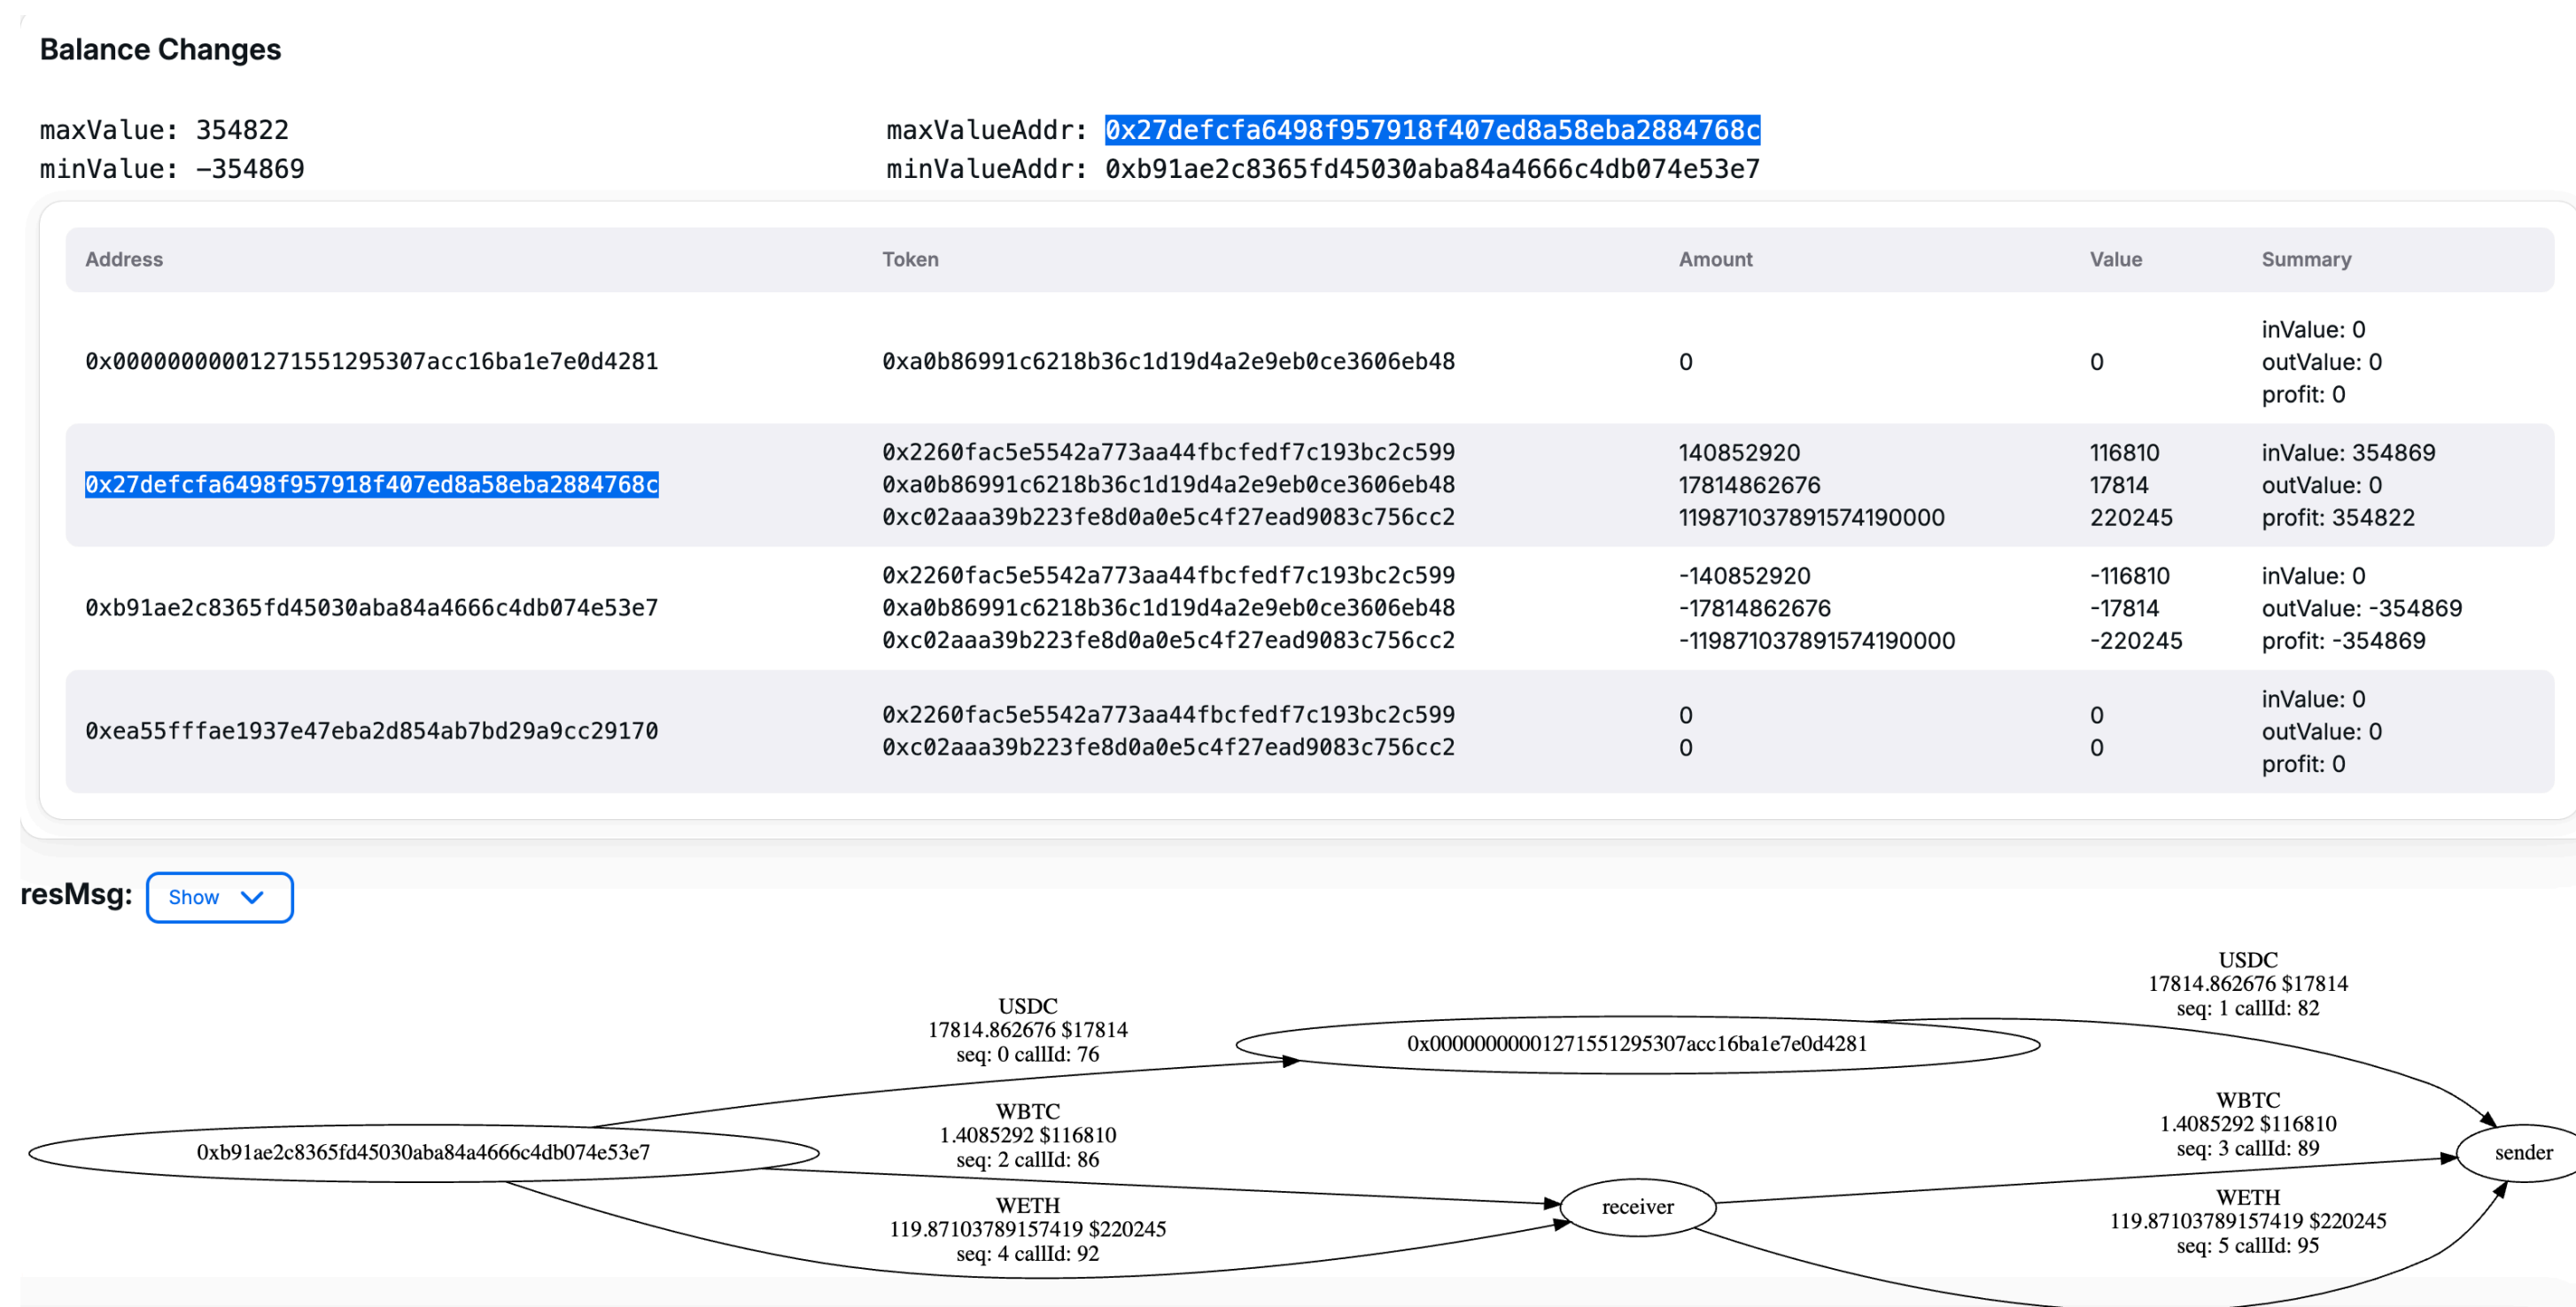 Balance Changes
maxValue: 354822 maxValueAddr: 0x27defcfa6498f957918f407ed8a58eba2884768c
minValue: -354869 minValueAddr: 0xb91ae2c8365fd45030aba84a4666c4db074e53e7
Address Token Amount Value Summary
inValue: 0
0x00000000001271551295307acc16ba1e7e0d4281 0xa0b86991c6218b36c1d19d4a2e9eb0ce3606eb48 0 0 outValue: 0
profit: 0
0x2260fac5e5542a773aa44fbcfedf7c193bc2c599 140852920 116810 inValue: 354869
0x27defcfa6498f957918f407ed8a58eba2884768c 0xa0b86991c6218b36c1d19d4a2e9eb0ce3606eb48 17814862676 17814 outValue: 0
0xc02aaa39b223fe8d0a0e5c4f27ead9083c756cc2 119871037891574190000 220245 profit: 354822
0x2260fac5e5542a773aa44fbcfedf7c193bc2c599 -140852920 -116810 inValue: 0
0xb91ae2c8365fd45030aba84a4666c4db074e53e7 0xa0b86991c6218b36c1d19d4a2e9eb0ce3606eb48 -17814862676 -17814 outValue: -354869
0xc02aaa39b223fe8d0a0e5c4f27ead9083c756cc2 -119871037891574190000 -220245 profit: -354869
inValue: 0
0x2260fac5e5542a773aa44fbcfedf7c193bc2c599 0 0
0xea55fffae1937e47eba2d854ab7bd29a9cc29170 outValue: 0
0xc02aaa39b223fe8d0a0e5c4f27ead9083c756cc2 0 0
profit: 0
resMsg: Show
USDC
17814.862676 $17814
seq: 1 callId: 82
USDC
17814.862676 $17814
seq: 0 callId: 76
0x00000000001271551295307acc16ba1e7e0d4281
WBTC
1.4085292 $116810
seq: 3 callId: 89
WBTC
1.4085292 $116810
seq: 2 callId: 86
0xb91ae2c8365fd45030aba84a4666c4db074e53e7
sender
WETH
119.87103789157419 $220245
seq: 4 callId: 92
receiver
WETH
119.87103789157419 $220245
seq: 5 callId: 95